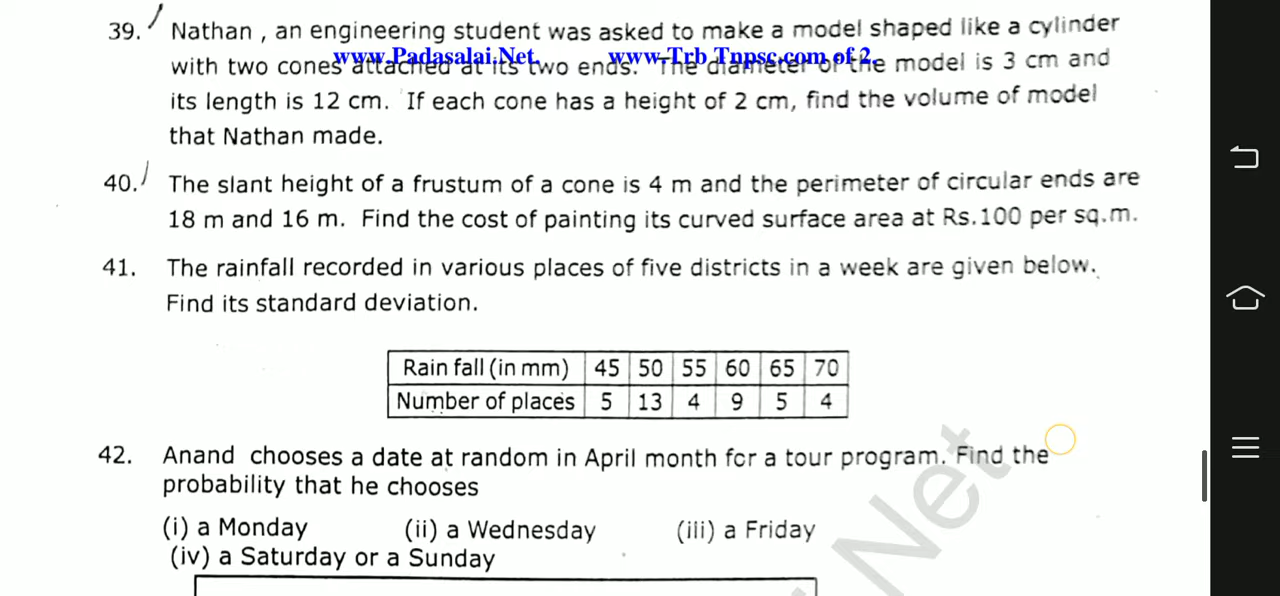 39. Nathan , an engineering student was asked to make a model shaped like a cylinder
www.Padasalai.Net. www.Trb Tnpsc.com of 2.
with two cones attached at its two ends. The diameter of the model is 3 cm and
its length is 12 cm. If each cone has a height of 2 cm, find the volume of model
that Nathan made.
40. The slant height of a frustum of a cone is 4 m and the perimeter of circular ends are
18 m and 16 m. Find the cost of painting its curved surface area at Rs.100 per sq.m.
41. The rainfall recorded in various places of five districts in a week are given below.
Find its standard deviation.
Rain fall (in mm) 45 50 55 60 65 70
Number of places 5 13 4 9 5 4
42. Anand chooses a date at random in April month for a tour program. Find the
probability that he chooses
(i) a Monday (ii) a Wednesday (iii) a Friday
(iv) a Saturday or a Sunday
Net